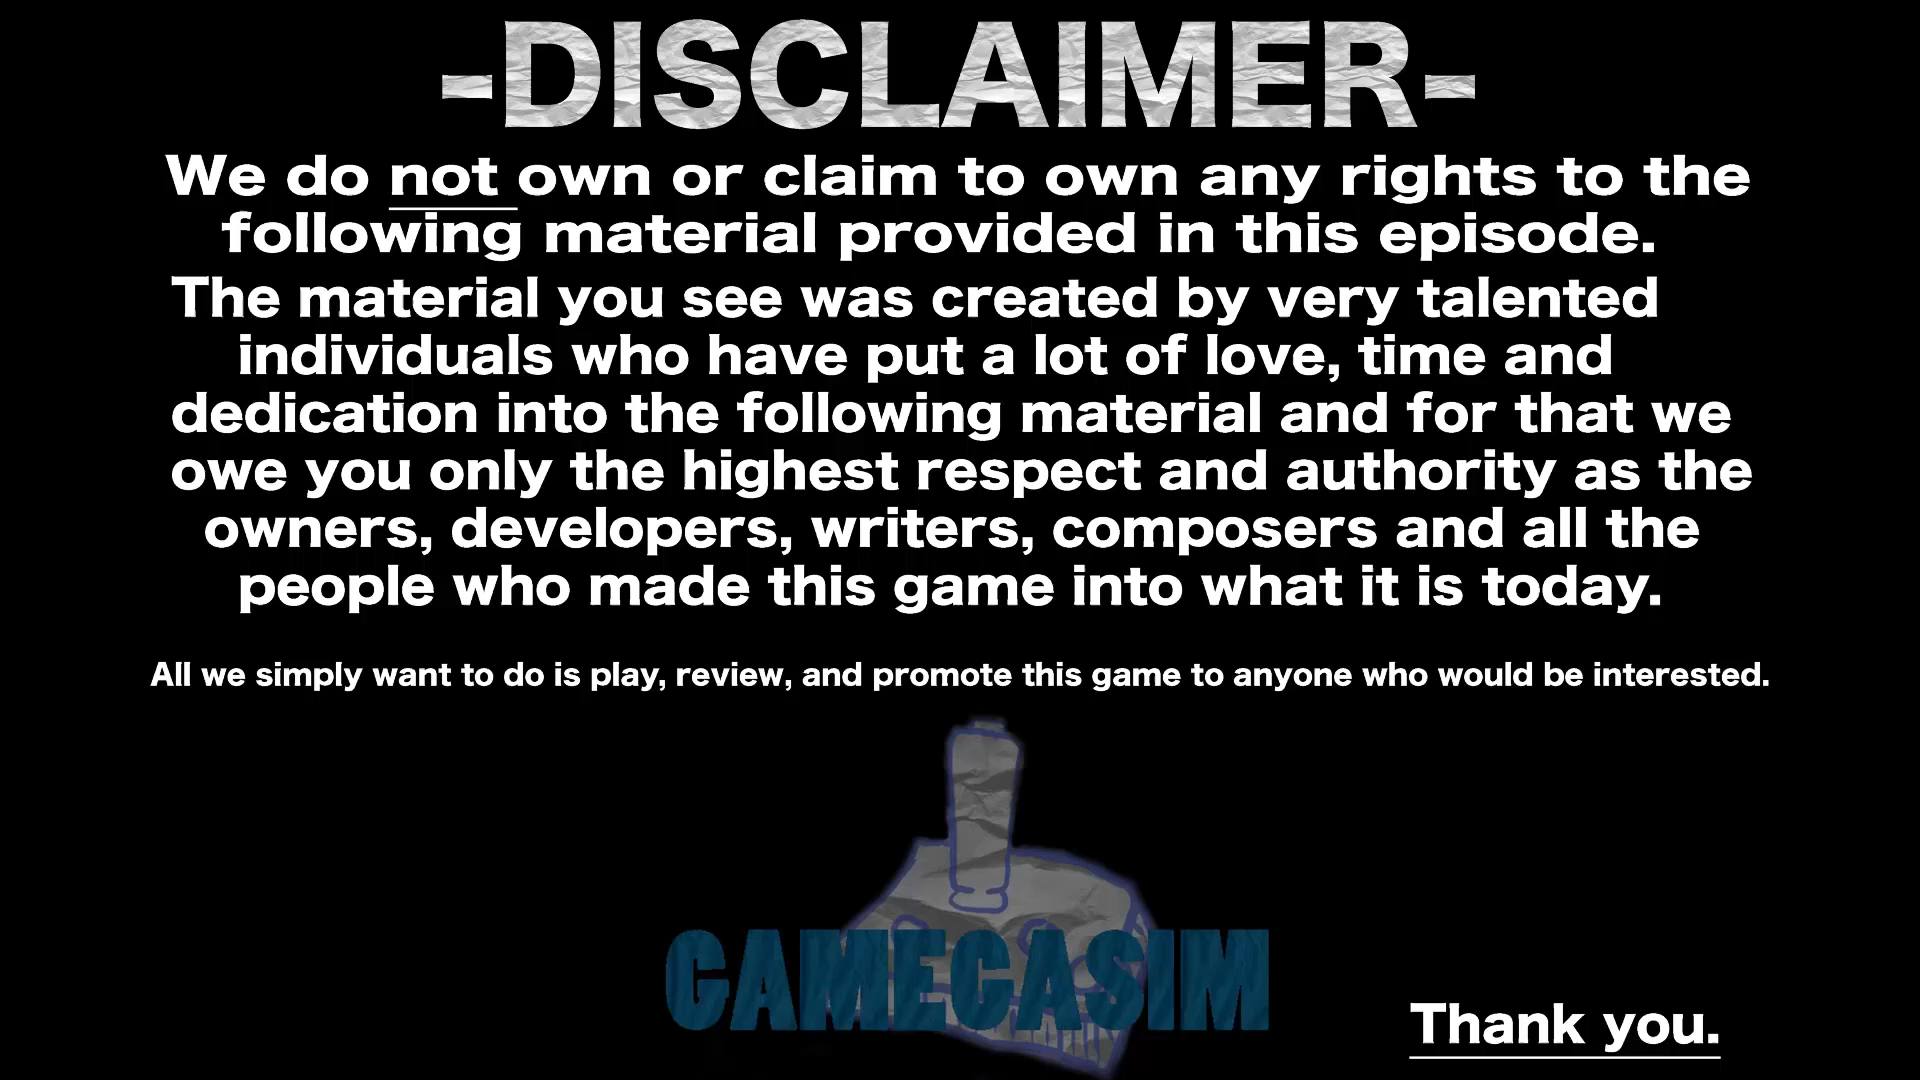 -DISCLAIMER-
We do not own or claim to own any rights to the
following material provided in this episode.
The material you see was created by very talented
individuals who have put a lot of love, time and
dedication into the following material and for that we
owe you only the highest respect and authority as the
owners, developers, writers, composers and all the
people who made this game into what it is today.
All we simply want to do is play, review, and promote this game to anyone who would be interested.
GAMECASIM
Thank you.